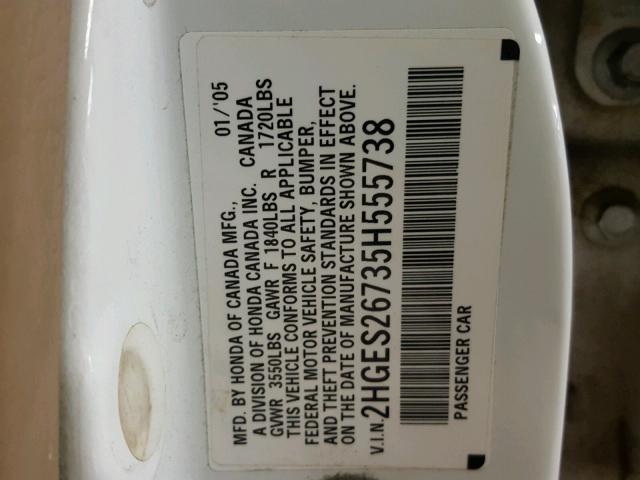 MFD. BY HONDA OF CANADA MFG., 01/'05
A DIVISION OF HONDA CANADA INC. CANADA
GVWR 3550LBS GAWR F 1840LBS R 1720LBS
THIS VEHICLE CONFORMS TO ALL APPLICABLE
FEDERAL MOTOR VEHICLE SAFETY, BUMPER,
AND THEFT PREVENTION STANDARDS IN EFFECT
ON THE DATE OF MANUFACTURE SHOWN ABOVE.
V.I.N. 2HGES26735H555738
PASSENGER CAR